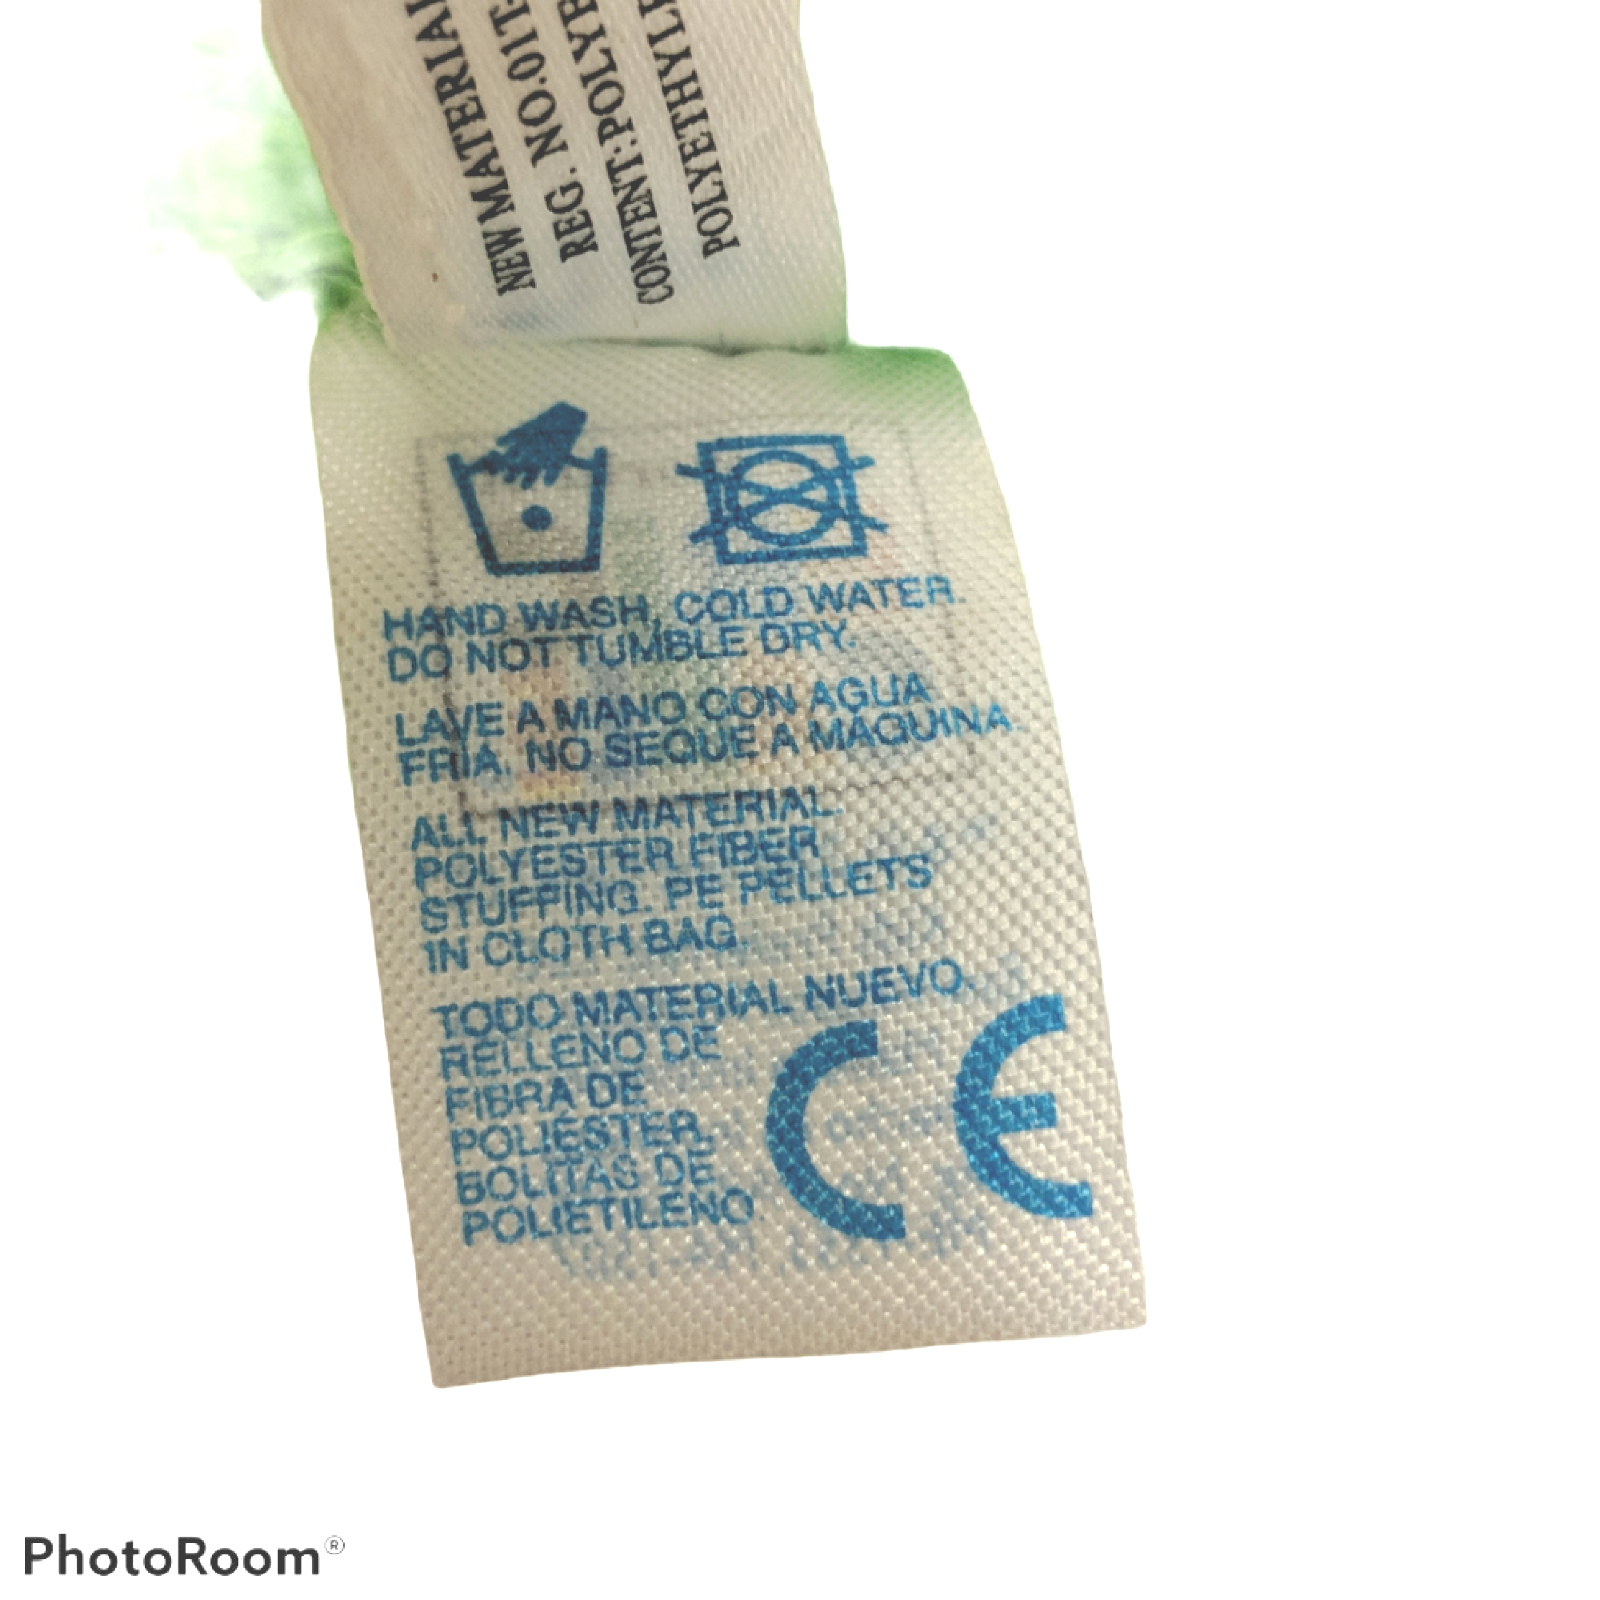 NEW MATERIAL
REG. NO.
CONTENT:
HAND WASH, COLD WATER.
DO NOT TUMBLE DRY.
LAVE A MANO CON AGUA
FRIA. NO SEQUE A MÁQUINA
ALL NEW MATERIAL.
POLYESTER FIBER
STUFFING. PE PELLETS
IN CLOTH BAG.
TODO MATERIAL NUEVO.
RELLENO DE
FIBRA DE
POLIÉSTER.
BOLITAS DE
POLIETILENO
CE
PhotoRoom®